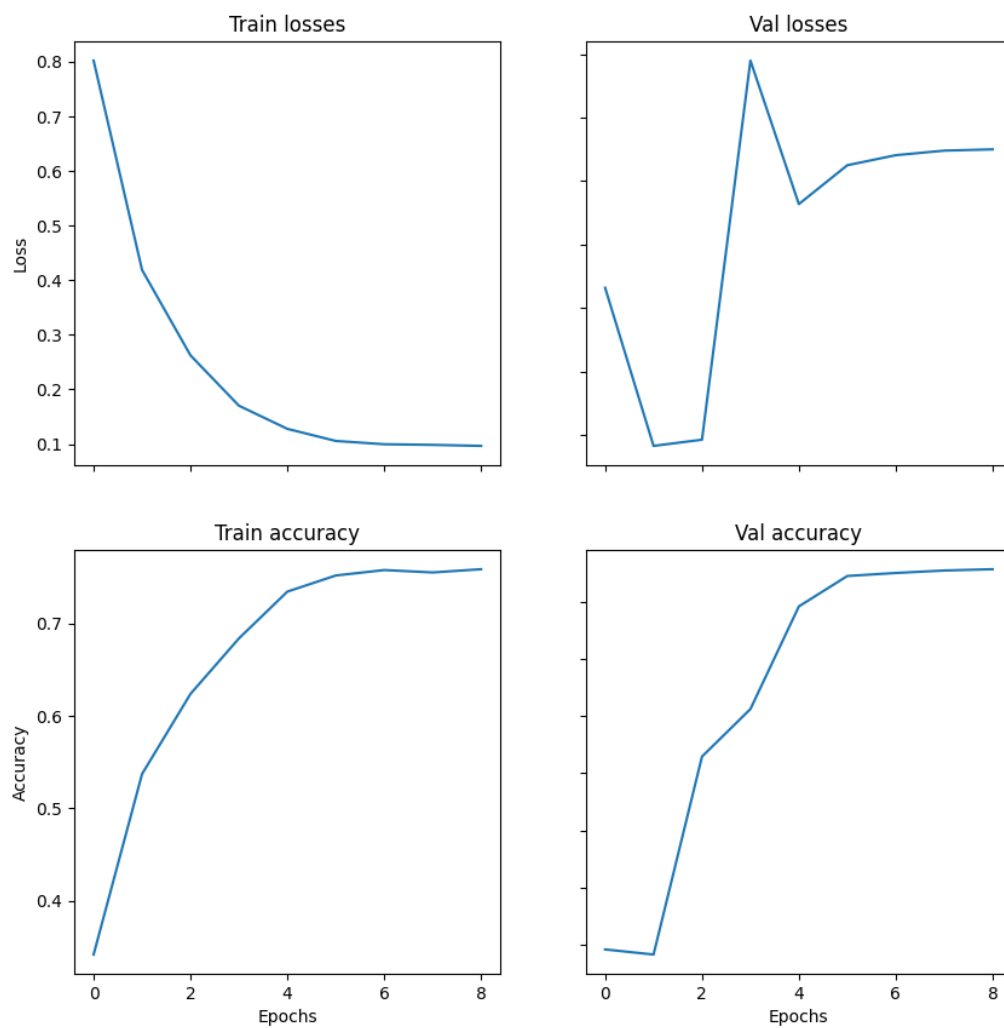 Train losses
Val losses
0.8
0.7
0.6
0.5
0.4
0.3
0.2
0.1
Loss
Train accuracy
Val accuracy
0.7
0.6
0.5
0.4
Accuracy
0 2 4 6 8
0 2 4 6 8
Epochs
Epochs